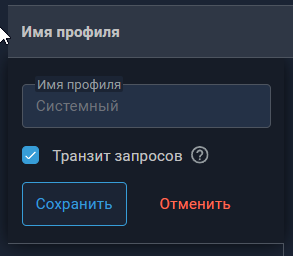 Имя профиля
Имя профиля
Системный
Транзит запросов ?
Сохранить Отменить